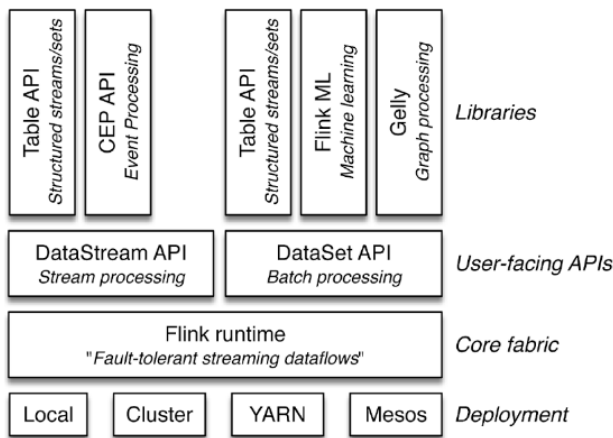 Table API
Structured streams/sets
CEP API
Event Processing
Table API
Structured streams/sets
Flink ML
Machine learning
Gelly
Graph processing
Libraries
DataStream API
Stream processing
DataSet API
Batch processing
User-facing APIs
Flink runtime
"Fault-tolerant streaming dataflows"
Core fabric
Local
Cluster
YARN
Mesos
Deployment